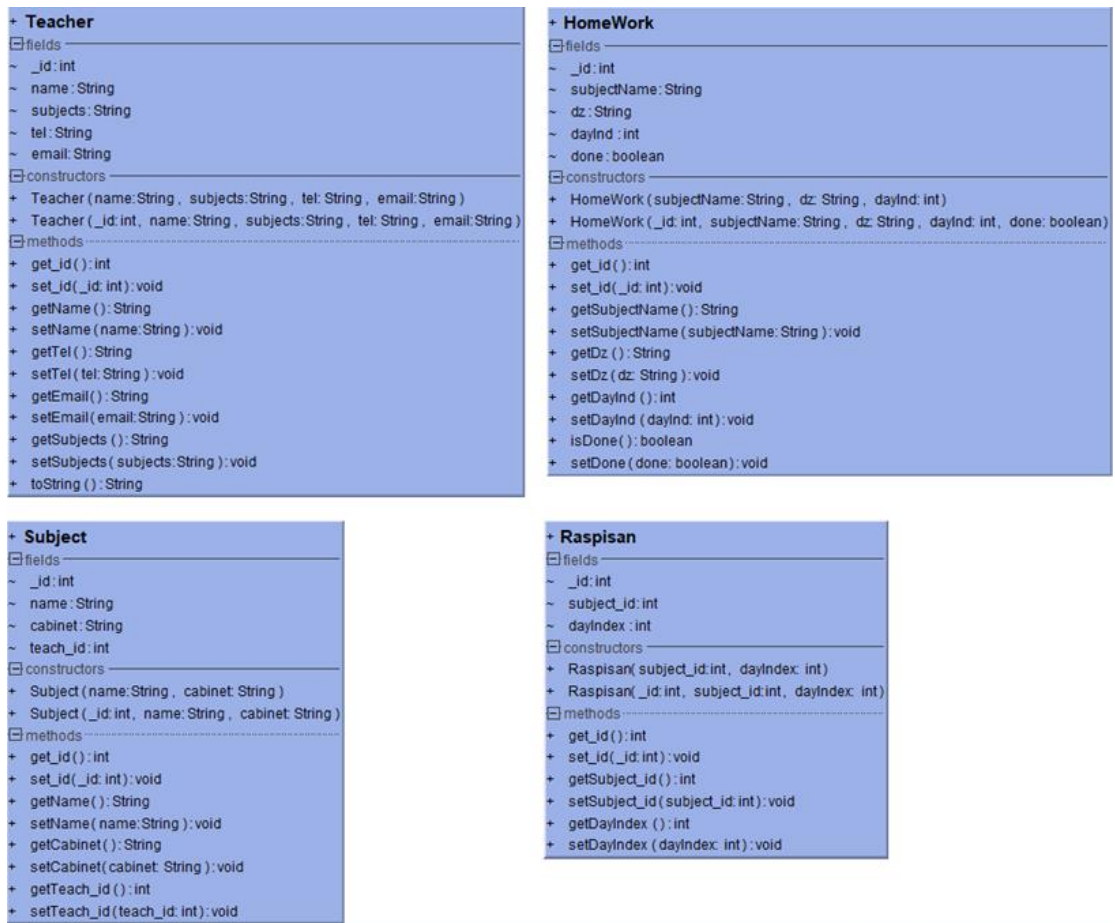 + Teacher
fields
~ _id:int
~ name:String
~ subjects:String
~ tel:String
~ email:String
constructors
+ Teacher(name:String, subjects:String, tel: String, email:String)
+ Teacher(_id:int, name:String, subjects:String, tel: String, email:String)
methods
+ get_id():int
+ set_id(_id: int):void
+ getName():String
+ setName(name:String):void
+ getTel():String
+ setTel(tel:String):void
+ getEmail():String
+ setEmail(email:String):void
+ getSubjects():String
+ setSubjects(subjects:String):void
+ toString():String
+ HomeWork
fields
~ _id:int
~ subjectName:String
~ dz:String
~ dayInd:int
~ done:boolean
constructors
+ HomeWork(subjectName:String, dz: String, dayInd: int)
+ HomeWork(_id: int, subjectName:String, dz: String, dayInd: int, done: boolean)
methods
+ get_id():int
+ set_id(_id: int):void
+ getSubjectName():String
+ setSubjectName(subjectName:String):void
+ getDz():String
+ setDz(dz: String):void
+ getDayInd():int
+ setDayInd(dayInd: int):void
+ isDone():boolean
+ setDone(done: boolean):void
+ Subject
fields
~ _id:int
~ name:String
~ cabinet:String
~ teach_id:int
constructors
+ Subject(name:String, cabinet: String)
+ Subject(_id:int, name:String, cabinet: String)
methods
+ get_id():int
+ set_id(_id: int):void
+ getName():String
+ setName(name:String):void
+ getCabinet():String
+ setCabinet(cabinet: String):void
+ getTeach_id():int
+ setTeach_id(teach_id: int):void
+ Raspisan
fields
~ _id:int
~ subject_id:int
~ dayIndex:int
constructors
+ Raspisan(subject_id:int, dayIndex: int)
+ Raspisan(_id:int, subject_id:int, dayIndex: int)
methods
+ get_id():int
+ set_id(_id: int):void
+ getSubject_id():int
+ setSubject_id(subject_id:int):void
+ getDayIndex():int
+ setDayIndex(dayIndex: int):void